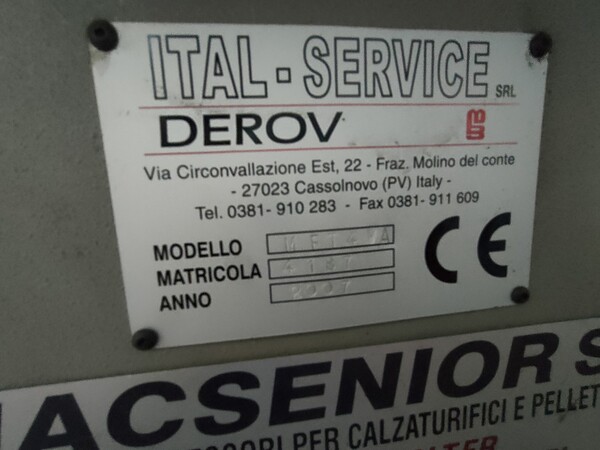 ITAL-SERVICE SRL
DEROV
Via Circonvallazione Est, 22 - Fraz. Molino del conte
- 27023 Cassolnovo (PV) Italy -
Tel. 0381- 910 283 - Fax 0381- 911 609
MODELLO
MATRICOLA
ANNO 2007
CE
ACSENIOR S
PER CALZATURIFICI E PELLET